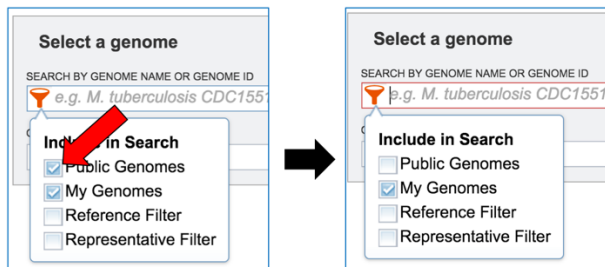 Select a genome
SEARCH BY GENOME NAME OR GENOME ID
e.g. M. tuberculosis CDC1551
Include in Search
Public Genomes
My Genomes
Reference Filter
Representative Filter
Select a genome
SEARCH BY GENOME NAME OR GENOME ID
e.g. M. tuberculosis CDC1551
Include in Search
Public Genomes
My Genomes
Reference Filter
Representative Filter